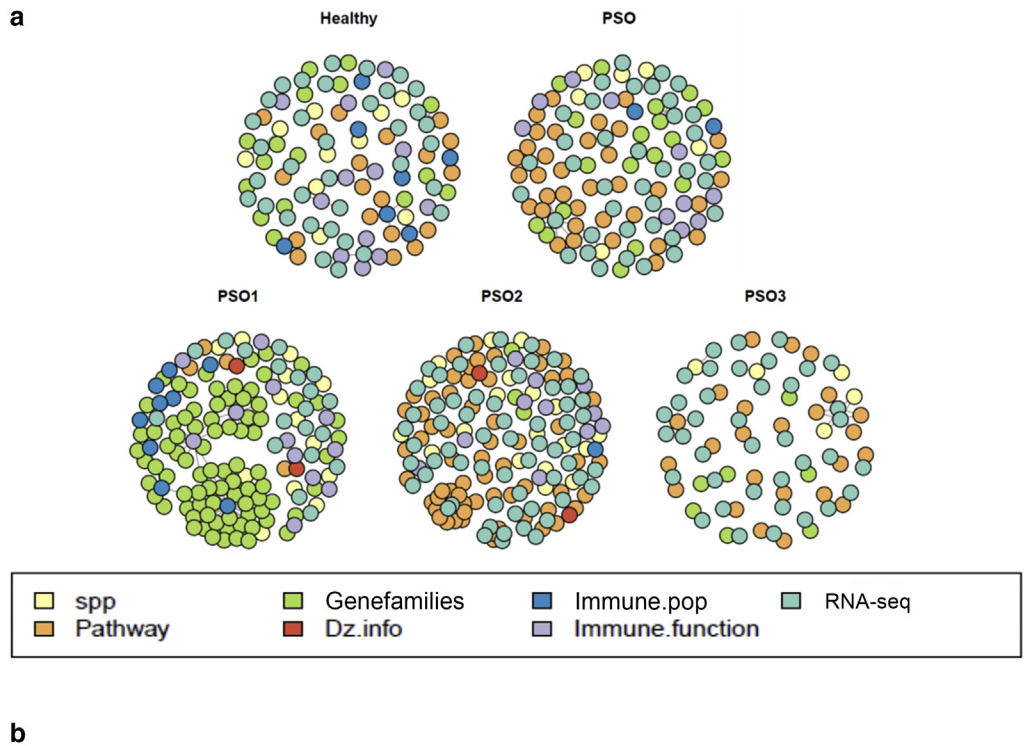 a
Healthy PSO
PSO1 PSO2 PSO3
spp Genefamilies Immune.pop RNA-seq
Pathway Dz.info Immune.function
b